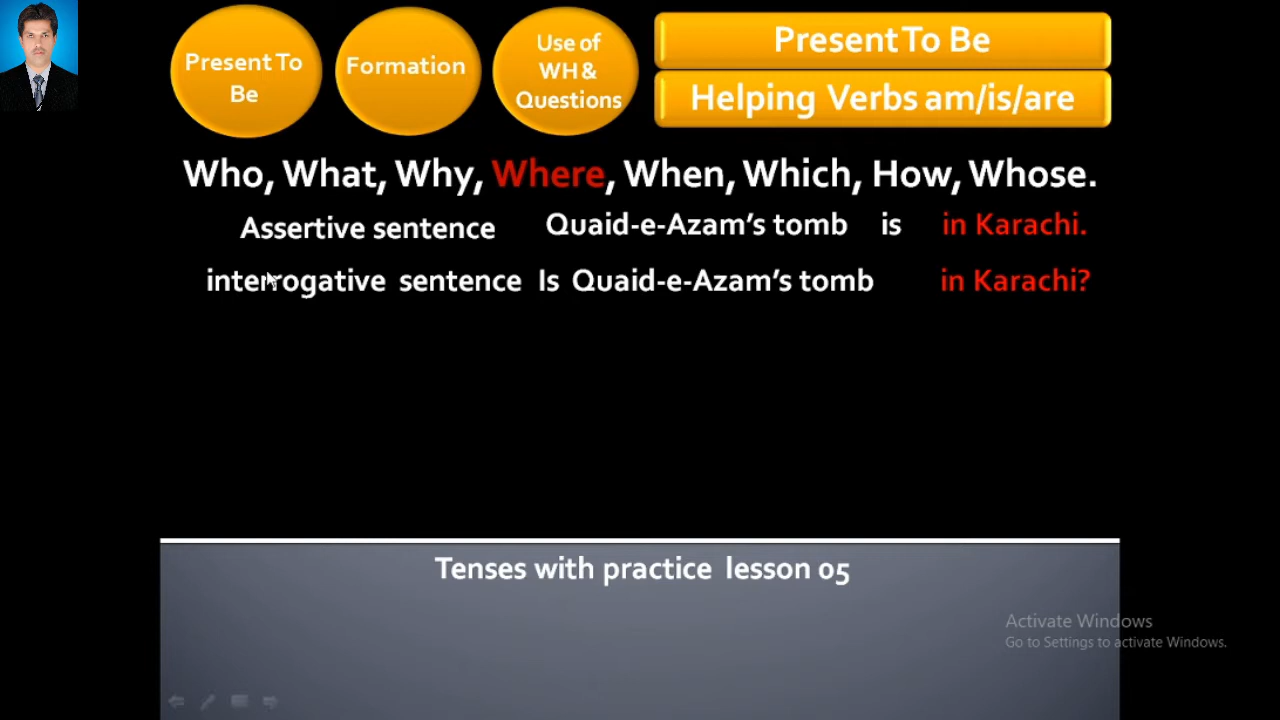 Present To
Be
Formation
Use of
WH &
Questions
Present To Be
Helping Verbs am/is/are
Who, What, Why, Where, When, Which, How, Whose.
Assertive sentence Quaid-e-Azam's tomb is in Karachi.
interrogative sentence Is Quaid-e-Azam's tomb in Karachi?
Tenses with practice lesson 05
Activate Windows
Go to Settings to activate Windows.